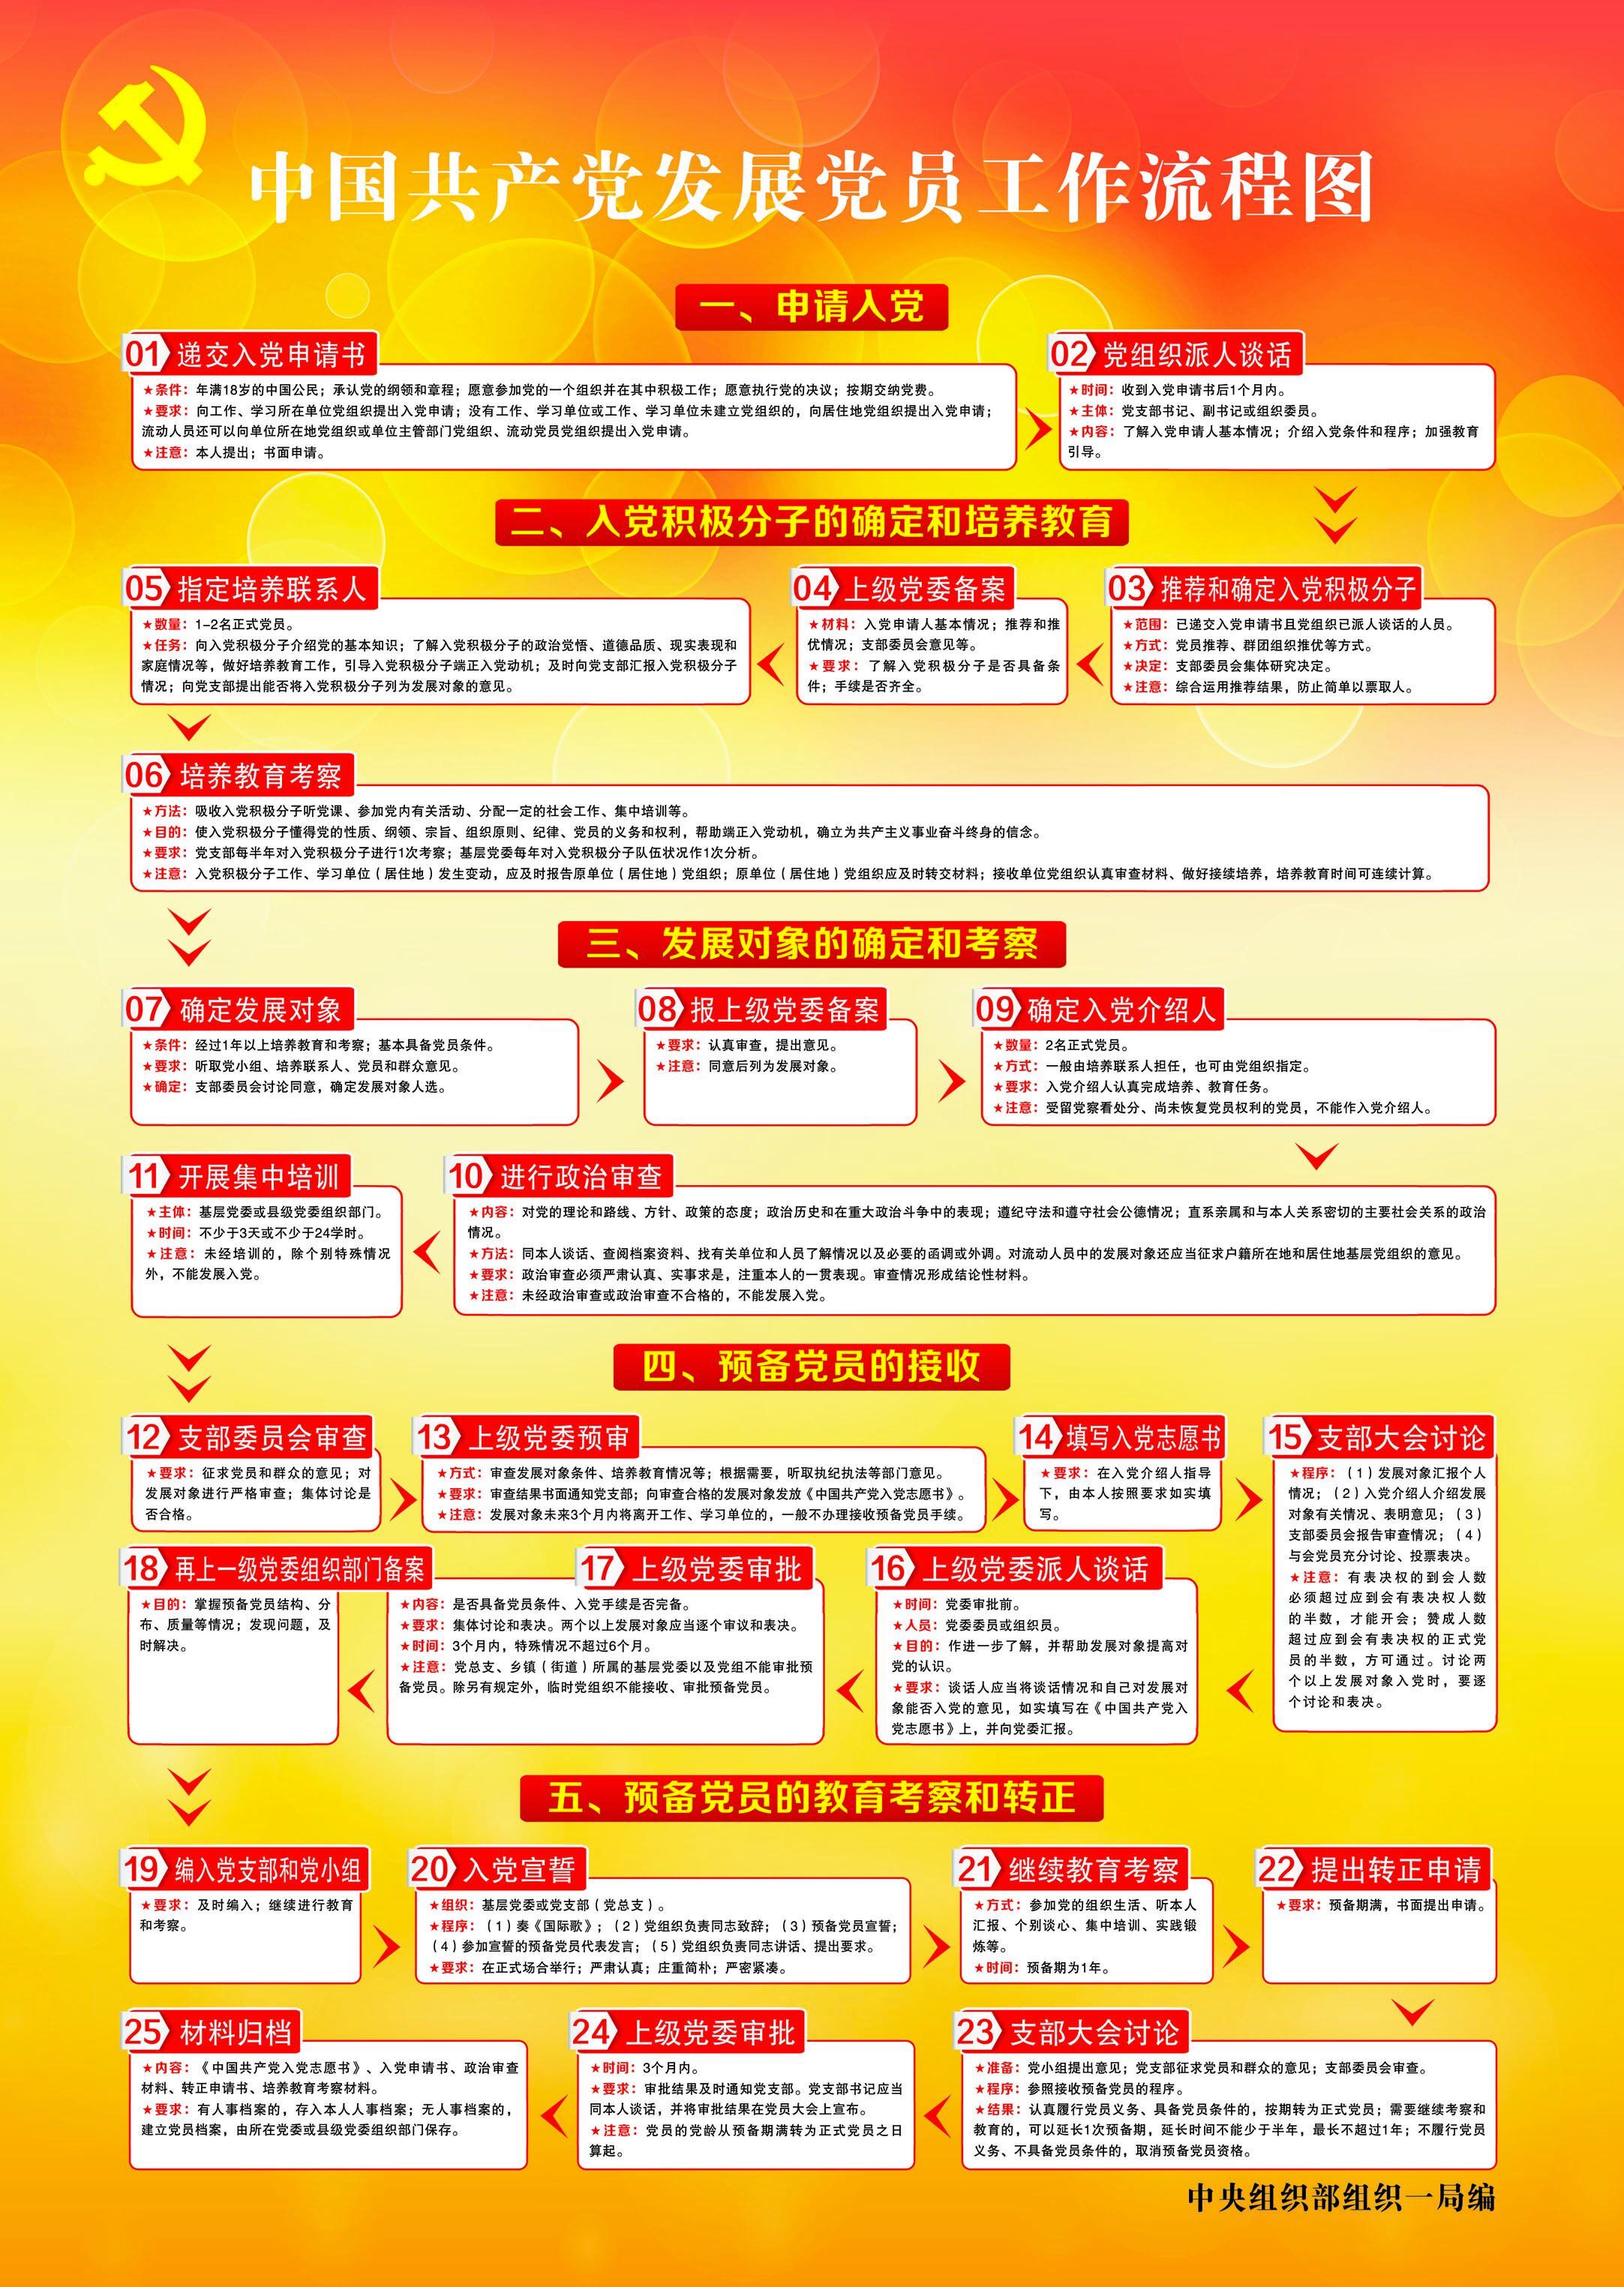 中国共产党发展党员工作流程图
一、申请入党
01 递交入党申请书
★条件：年满18岁的中国公民；承认党的纲领和章程；愿意参加党的一个组织并在其中积极工作；愿意执行党的决议；按期交纳党费。
★要求：向工作、学习所在单位党组织提出入党申请；没有工作、学习单位或工作、学习单位未建立党组织的，向居住地党组织提出入党申请；
流动人员还可以向单位所在地党组织或单位主管部门党组织、流动党员党组织提出入党申请。
★注意：本人提出；书面申请。
02 党组织派人谈话
★时间：收到入党申请书后1个月内。
★主体：党支部书记、副书记或组织委员。
★内容：了解入党申请人基本情况；介绍入党条件和程序；加强教育
引导。
二、入党积极分子的确定和培养教育
03 推荐和确定入党积极分子
★范围：已递交入党申请书且党组织已派人谈话的人员。
★方式：党员推荐、群团组织推优等方式。
★决定：支部委员会集体研究决定。
★注意：综合运用推荐结果，防止简单以票取人。
04 上级党委备案
★材料：入党申请人基本情况；推荐和推
优情况；支部委员会意见等。
★要求：了解入党积极分子是否具备条
件；手续是否齐全。
05 指定培养联系人
★数量：1-2名正式党员。
★任务：向入党积极分子介绍党的基本知识；了解入党积极分子的政治觉悟、道德品质、现实表现和
家庭情况等，做好培养教育工作，引导入党积极分子端正入党动机；及时向党支部汇报入党积极分子
情况；向党支部提出能否将入党积极分子列为发展对象的意见。
06 培养教育考察
★方法：吸收入党积极分子听党课、参加党内有关活动、分配一定的社会工作、集中培训等。
★目的：使入党积极分子懂得党的性质、纲领、宗旨、组织原则、纪律、党员的义务和权利，帮助端正入党动机，确立为共产主义事业奋斗终身的信念。
★要求：党支部每半年对入党积极分子进行1次考察；基层党委每年对入党积极分子队伍状况作1次分析。
★注意：入党积极分子工作、学习单位（居住地）发生变动，应及时报告原单位（居住地）党组织；原单位（居住地）党组织应及时转交材料；接收单位党组织认真审查材料、做好接续培养，培养教育时间可连续计算。
三、发展对象的确定和考察
07 确定发展对象
★条件：经过1年以上培养教育和考察；基本具备党员条件。
★要求：听取党小组、培养联系人、党员和群众意见。
★确定：支部委员会讨论同意，确定发展对象人选。
08 报上级党委备案
★要求：认真审查，提出意见。
★注意：同意后列为发展对象。
09 确定入党介绍人
★数量：2名正式党员。
★方式：一般由培养联系人担任，也可由党组织指定。
★要求：入党介绍人认真完成培养、教育任务。
★注意：受留党察看处分、尚未恢复党员权利的党员，不能作入党介绍人。
10 进行政治审查
★内容：对党的理论和路线、方针、政策的态度；政治历史和在重大政治斗争中的表现；遵纪守法和遵守社会公德情况；直系亲属和与本人关系密切的主要社会关系的政治
情况。
★方法：同本人谈话、查阅档案资料、找有关单位和人员了解情况以及必要的函调或外调。对流动人员中的发展对象还应当征求户籍所在地和居住地基层党组织的意见。
★要求：政治审查必须严肃认真、实事求是，注重本人的一贯表现。审查情况形成结论性材料。
★注意：未经政治审查或政治审查不合格的，不能发展入党。
11 开展集中培训
★主体：基层党委或县级党委组织部门。
★时间：不少于3天或不少于24学时。
★注意：未经培训的，除个别特殊情况
外，不能发展入党。
四、预备党员的接收
12 支部委员会审查
★要求：征求党员和群众的意见；对
发展对象进行严格审查；集体讨论是
否合格。
13 上级党委预审
★方式：审查发展对象条件、培养教育情况等；根据需要，听取执纪执法等部门意见。
★要求：审查结果书面通知党支部；向审查合格的发展对象发放《中国共产党入党志愿书》。
★注意：发展对象未来3个月内将离开工作、学习单位的，一般不办理接收预备党员手续。
14 填写入党志愿书
★要求：在入党介绍人指导
下，由本人按照要求如实填
写。
15 支部大会讨论
★程序：（1）发展对象汇报个人
情况；（2）入党介绍人介绍发展
对象有关情况、表明意见；（3）
支部委员会报告审查情况；（4）
与会党员充分讨论、投票表决。
★注意：有表决权的到会人数
必须超过应到会有表决权人数
的半数，才能开会；赞成人数
超过应到会有表决权的正式党
员的半数，方可通过。讨论两
个以上发展对象入党时，要逐
个讨论和表决。
16 上级党委派人谈话
★时间：党委审批前。
★人员：党委委员或组织员。
★目的：作进一步了解，并帮助发展对象提高对
党的认识。
★要求：谈话人应当将谈话情况和自己对发展对
象能否入党的意见，如实填写在《中国共产党入
党志愿书》上，并向党委汇报。
17 上级党委审批
★内容：是否具备党员条件、入党手续是否完备。
★要求：集体讨论和表决。两个以上发展对象应当逐个审议和表决。
★时间：3个月内，特殊情况不超过6个月。
★注意：党总支、乡镇（街道）所属的基层党委以及党组不能审批预
备党员。除另有规定外，临时党组织不能接收、审批预备党员。
18 再上一级党委组织部门备案
★目的：掌握预备党员结构、分
布、质量等情况；发现问题，及
时解决。
五、预备党员的教育考察和转正
19 编入党支部和党小组
★要求：及时编入；继续进行教育
和考察。
20 入党宣誓
★组织：基层党委或党支部（党总支）。
★程序：（1）奏《国际歌》；（2）党组织负责同志致辞；（3）预备党员宣誓；
（4）参加宣誓的预备党员代表发言；（5）党组织负责同志讲话、提出要求。
★要求：在正式场合举行；严肃认真；庄重简朴；严密紧凑。
21 继续教育考察
★方式：参加党的组织生活、听本人
汇报、个别谈心、集中培训、实践锻
炼等。
★时间：预备期为1年。
22 提出转正申请
★要求：预备期满，书面提出申请。
23 支部大会讨论
★准备：党小组提出意见；党支部征求党员和群众的意见；支部委员会审查。
★程序：参照接收预备党员的程序。
★结果：认真履行党员义务、具备党员条件的，按期转为正式党员；需要继续考察和
教育的，可以延长1次预备期，延长时间不能少于半年，最长不超过1年；不履行党员
义务、不具备党员条件的，取消预备党员资格。
24 上级党委审批
★时间：3个月内。
★要求：审批结果及时通知党支部。党支部书记应当
同本人谈话，并将审批结果在党员大会上宣布。
★注意：党员的党龄从预备期满转为正式党员之日
算起。
25 材料归档
★内容：《中国共产党入党志愿书》、入党申请书、政治审查
材料、转正申请书、培养教育考察材料。
★要求：有人事档案的，存入本人人事档案；无人事档案的，
建立党员档案，由所在党委或县级党委组织部门保存。
中央组织部组织一局编